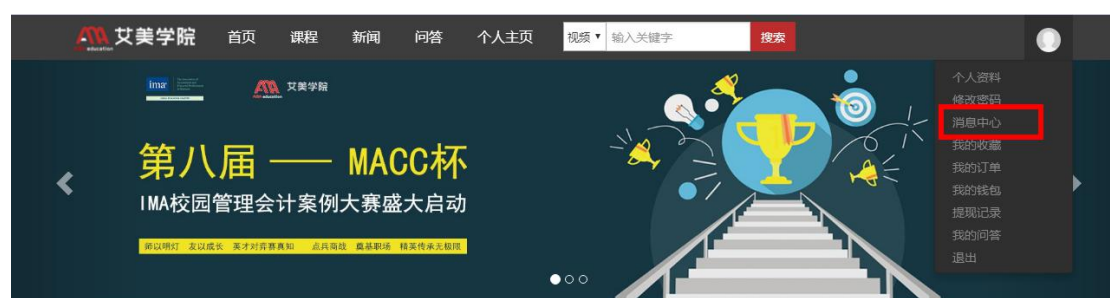 艾美学院 首页 课程 新闻 问答 个人主页 视频 输入关键字 搜索
education
ima
艾美学院
个人资料
修改密码
消息中心
我的收藏
我的订单
我的钱包
提现记录
我的问答
退出
第八届 —— MACC杯
IMA校园管理会计案例大赛盛大启动
师以明灯 友以成长 英才对弈赛真知 点兵商战 奠基职场 精英传承无极限